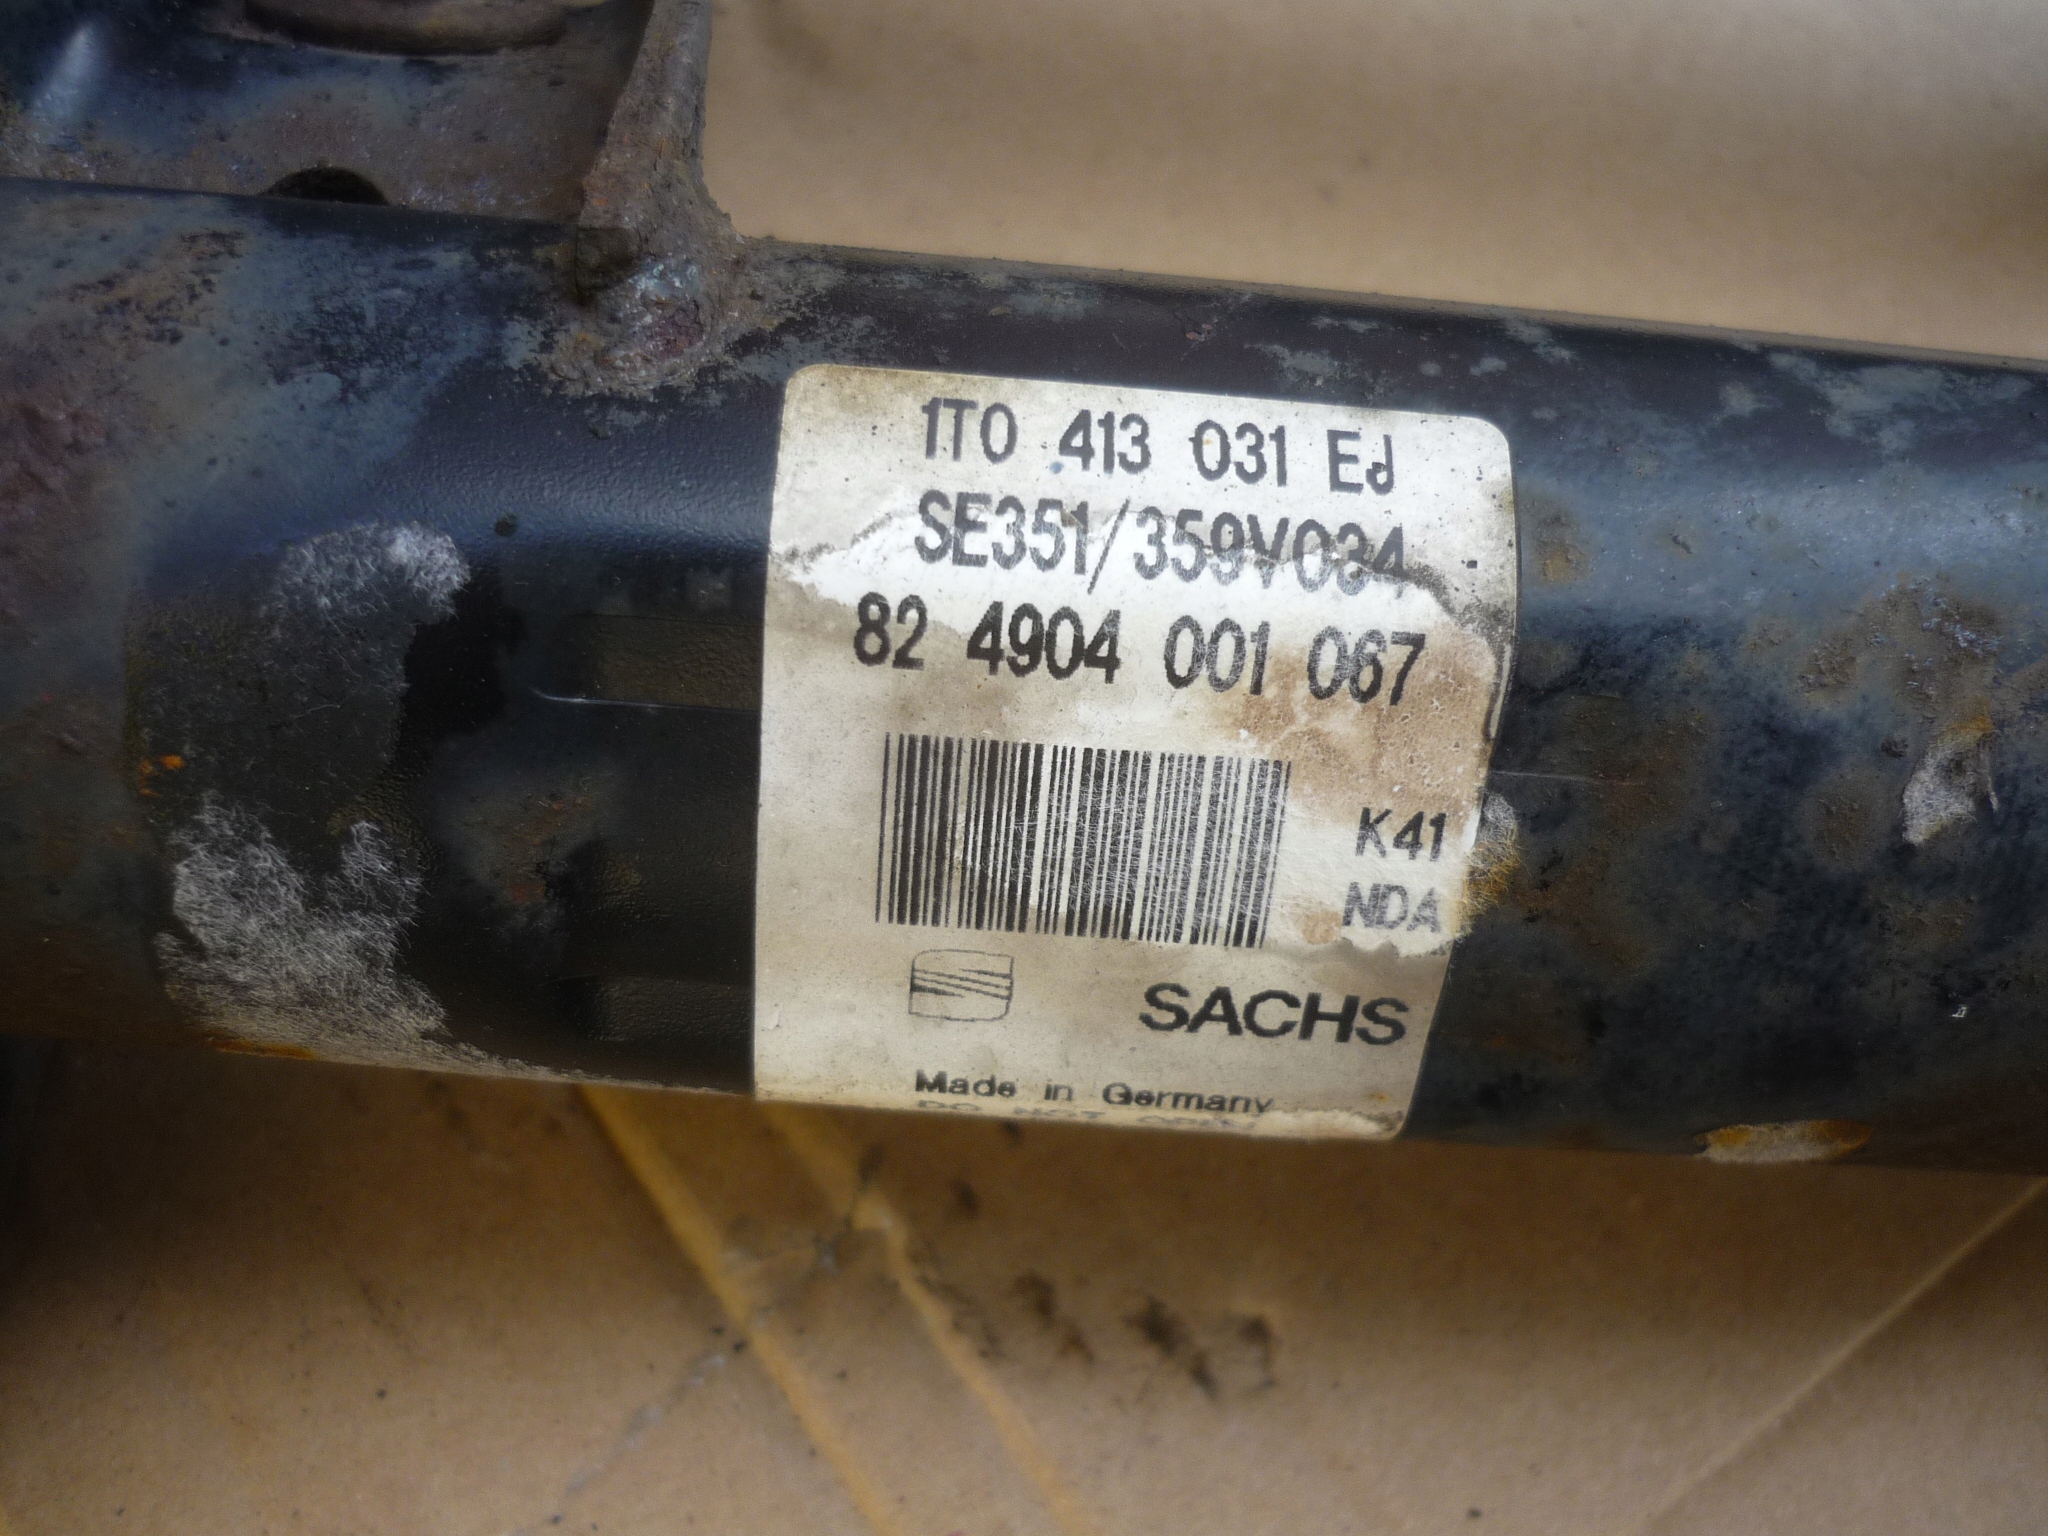 1T0 413 031 EJ
SE351/359V034
82 4904 001 067
K41
NDA
SACHS
Made in Germany